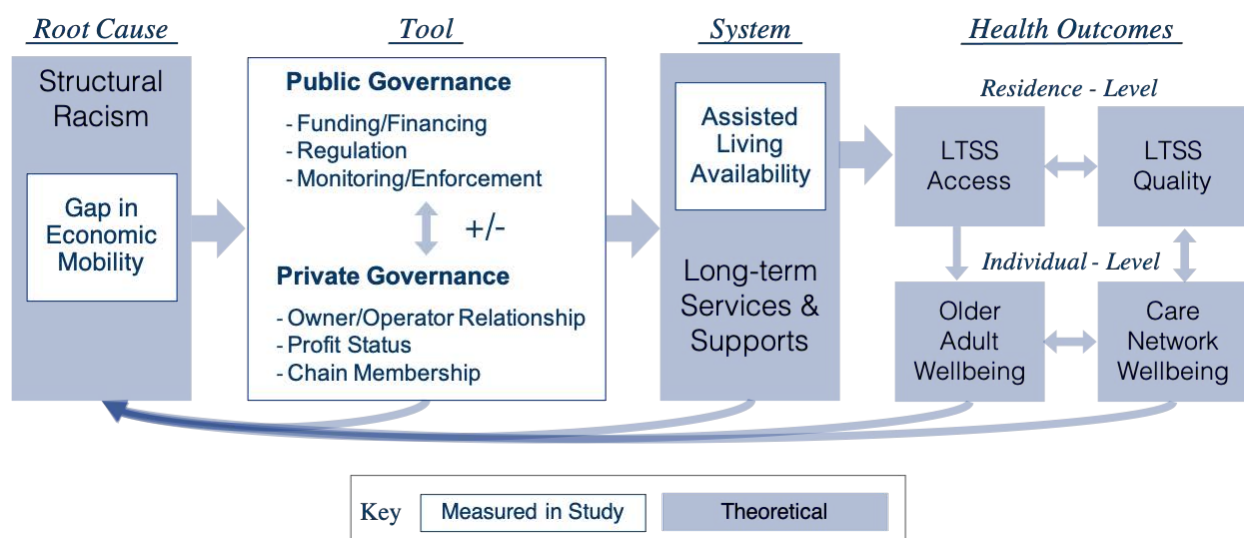 Root Cause
Tool
System
Health Outcomes
Structural
Racism
Gap in
Economic
Mobility
Public Governance
- Funding/Financing
- Regulation
- Monitoring/Enforcement
+/-
Private Governance
- Owner/Operator Relationship
- Profit Status
- Chain Membership
Assisted
Living
Availability
Long-term
Services &
Supports
Residence - Level
LTSS
Access
LTSS
Quality
Individual - Level
Older
Adult
Wellbeing
Care
Network
Wellbeing
Key
Measured in Study
Theoretical